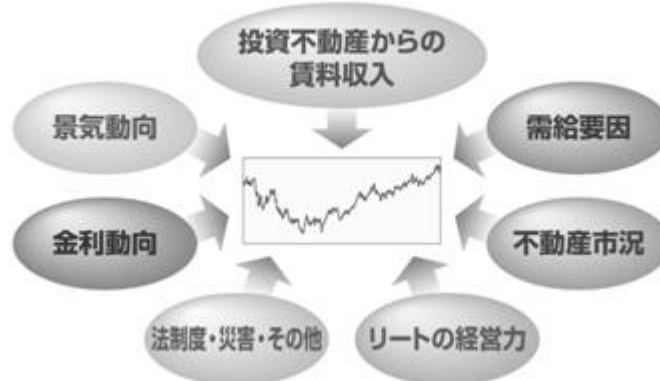 投資不動産からの
賃料収入
景気動向
需給要因
金利動向
不動産市況
法制度・災害・その他
リートの経営力